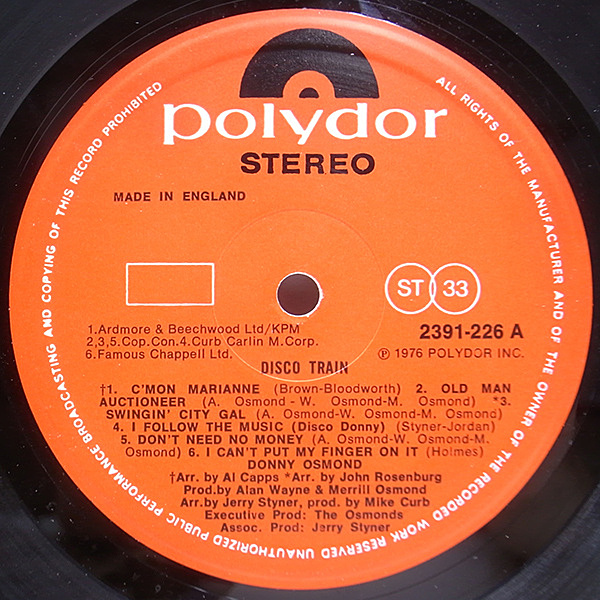 polydor
STEREO
MADE IN ENGLAND
ST 33
1.Ardmore & Beechwood Ltd/KPM
2,3,5.Cop.Con.4.Curb Carlin M.Corp.
6.Famous Chappell Ltd.
2391-226 A
℗ 1976 POLYDOR INC.
DISCO TRAIN
†1. C'MON MARIANNE (Brown-Bloodworth) 2. OLD MAN
AUCTIONEER (A. Osmond-W. Osmond-M. Osmond) *3.
SWINGIN' CITY GAL (A. Osmond-W. Osmond-M. Osmond)
4. I FOLLOW THE MUSIC (Disco Donny) (Styner-Jordan)
5. DON'T NEED NO MONEY (A. Osmond-W. Osmond-M.
Osmond) 6. I CAN'T PUT MY FINGER ON IT (Holmes)
DONNY OSMOND
†Arr. by Al Capps *Arr. by John Rosenburg
Prod.by Alan Wayne & Merrill Osmond
Arr.by Jerry Styner, prod. by Mike Curb
Executive Prod: The Osmonds
Assoc. Prod: Jerry Styner
ALL RIGHTS OF THE MANUFACTURER AND OF THE OWNER OF THE RECORDED WORK RESERVED UNAUTHORIZED PUBLIC PERFORMANCE BROADCASTING AND COPYING OF THIS RECORD PROHIBITED